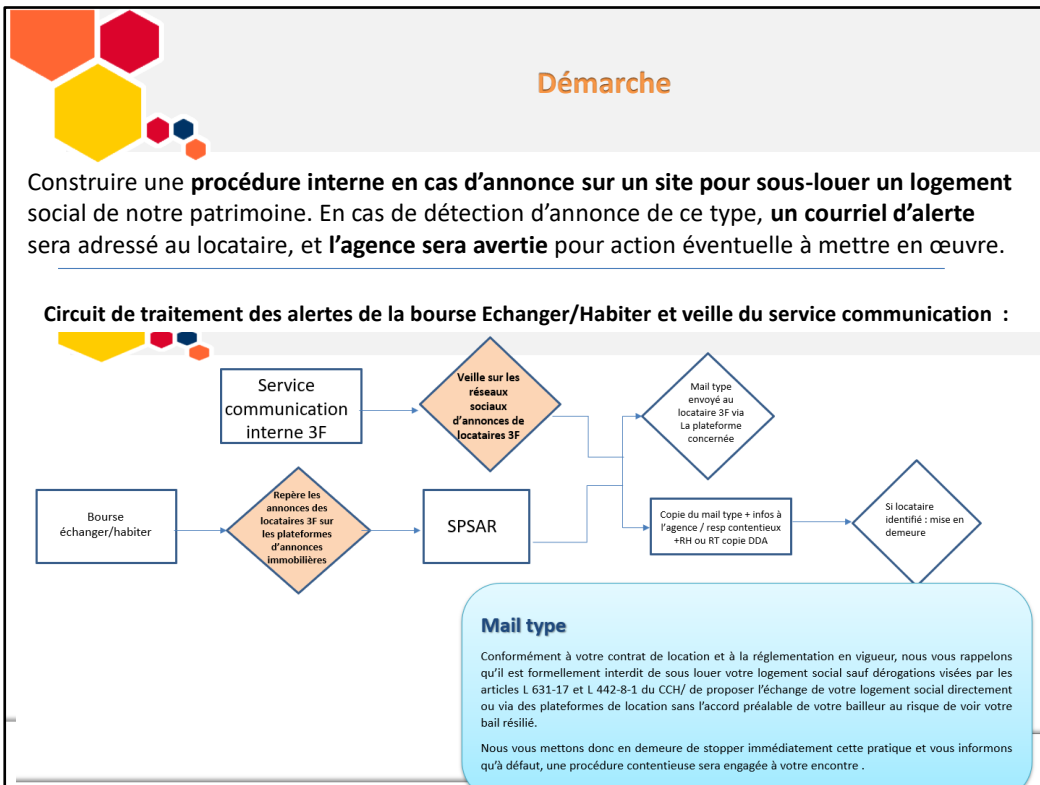 Démarche
Construire une procédure interne en cas d’annonce sur un site pour sous-louer un logement
social de notre patrimoine. En cas de détection d’annonce de ce type, un courriel d’alerte
sera adressé au locataire, et l’agence sera avertie pour action éventuelle à mettre en œuvre.
Circuit de traitement des alertes de la bourse Echanger/Habiter et veille du service communication :
Service
communication
interne 3F
Veille sur les
réseaux
sociaux
d’annonces de
locataires 3F
Mail type
envoyé au
locataire 3F via
La plateforme
concernée
Bourse
échanger/habiter
Repère les
annonces des
locataires 3F sur
les plateformes
d’annonces
immobilières
SPSAR
Copie du mail type + infos à
l’agence / resp contentieux
+RH ou RT copie DDA
Si locataire
identifié : mise en
demeure
Mail type
Conformément à votre contrat de location et à la réglementation en vigueur, nous vous rappelons
qu’il est formellement interdit de sous louer votre logement social sauf dérogations visées par les
articles L 631-17 et L 442-8-1 du CCH/ de proposer l’échange de votre logement social directement
ou via des plateformes de location sans l’accord préalable de votre bailleur au risque de voir votre
bail résilié.
Nous vous mettons donc en demeure de stopper immédiatement cette pratique et vous informons
qu’à défaut, une procédure contentieuse sera engagée à votre encontre .